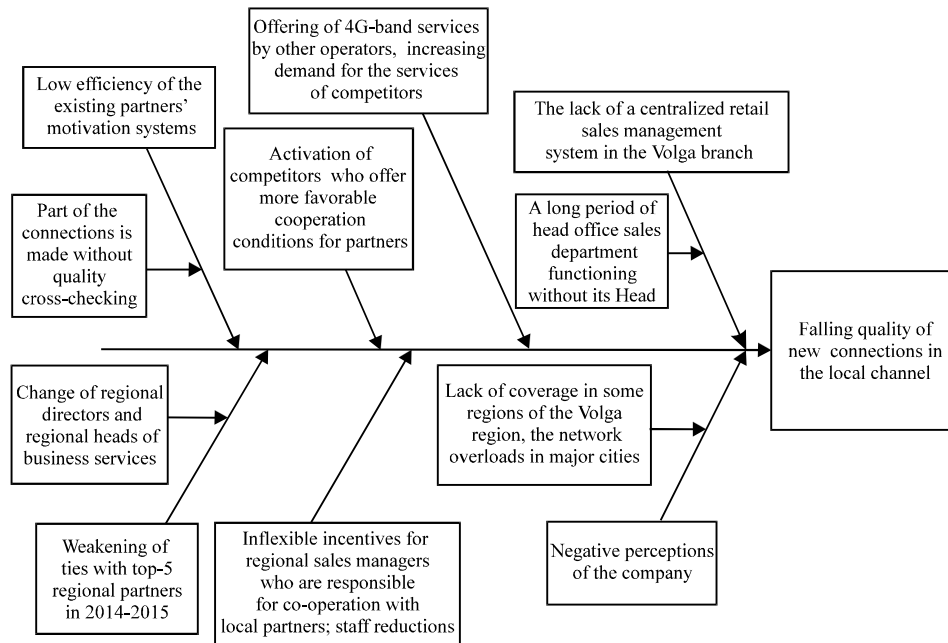 Offering of 4G-band services
by other operators, increasing
demand for the services
of competitors
Low efficiency of the
existing partners'
motivation systems
The lack of a centralized retail
sales management
system in the Volga branch
Activation of
competitors who offer
more favorable
cooperation
conditions for partners
Part of the
connections is
made without
quality
cross-checking
A long period of
head office sales
department
functioning
without its Head
Falling quality of
new connections in
the local channel
Change of regional
directors and
regional heads of
business services
Lack of coverage in some
regions of the Volga
region, the network
overloads in major cities
Weakening of
ties with top-5
regional partners
in 2014-2015
Inflexible incentives for
regional sales managers
who are responsible
for co-operation with
local partners; staff reductions
Negative perceptions
of the company